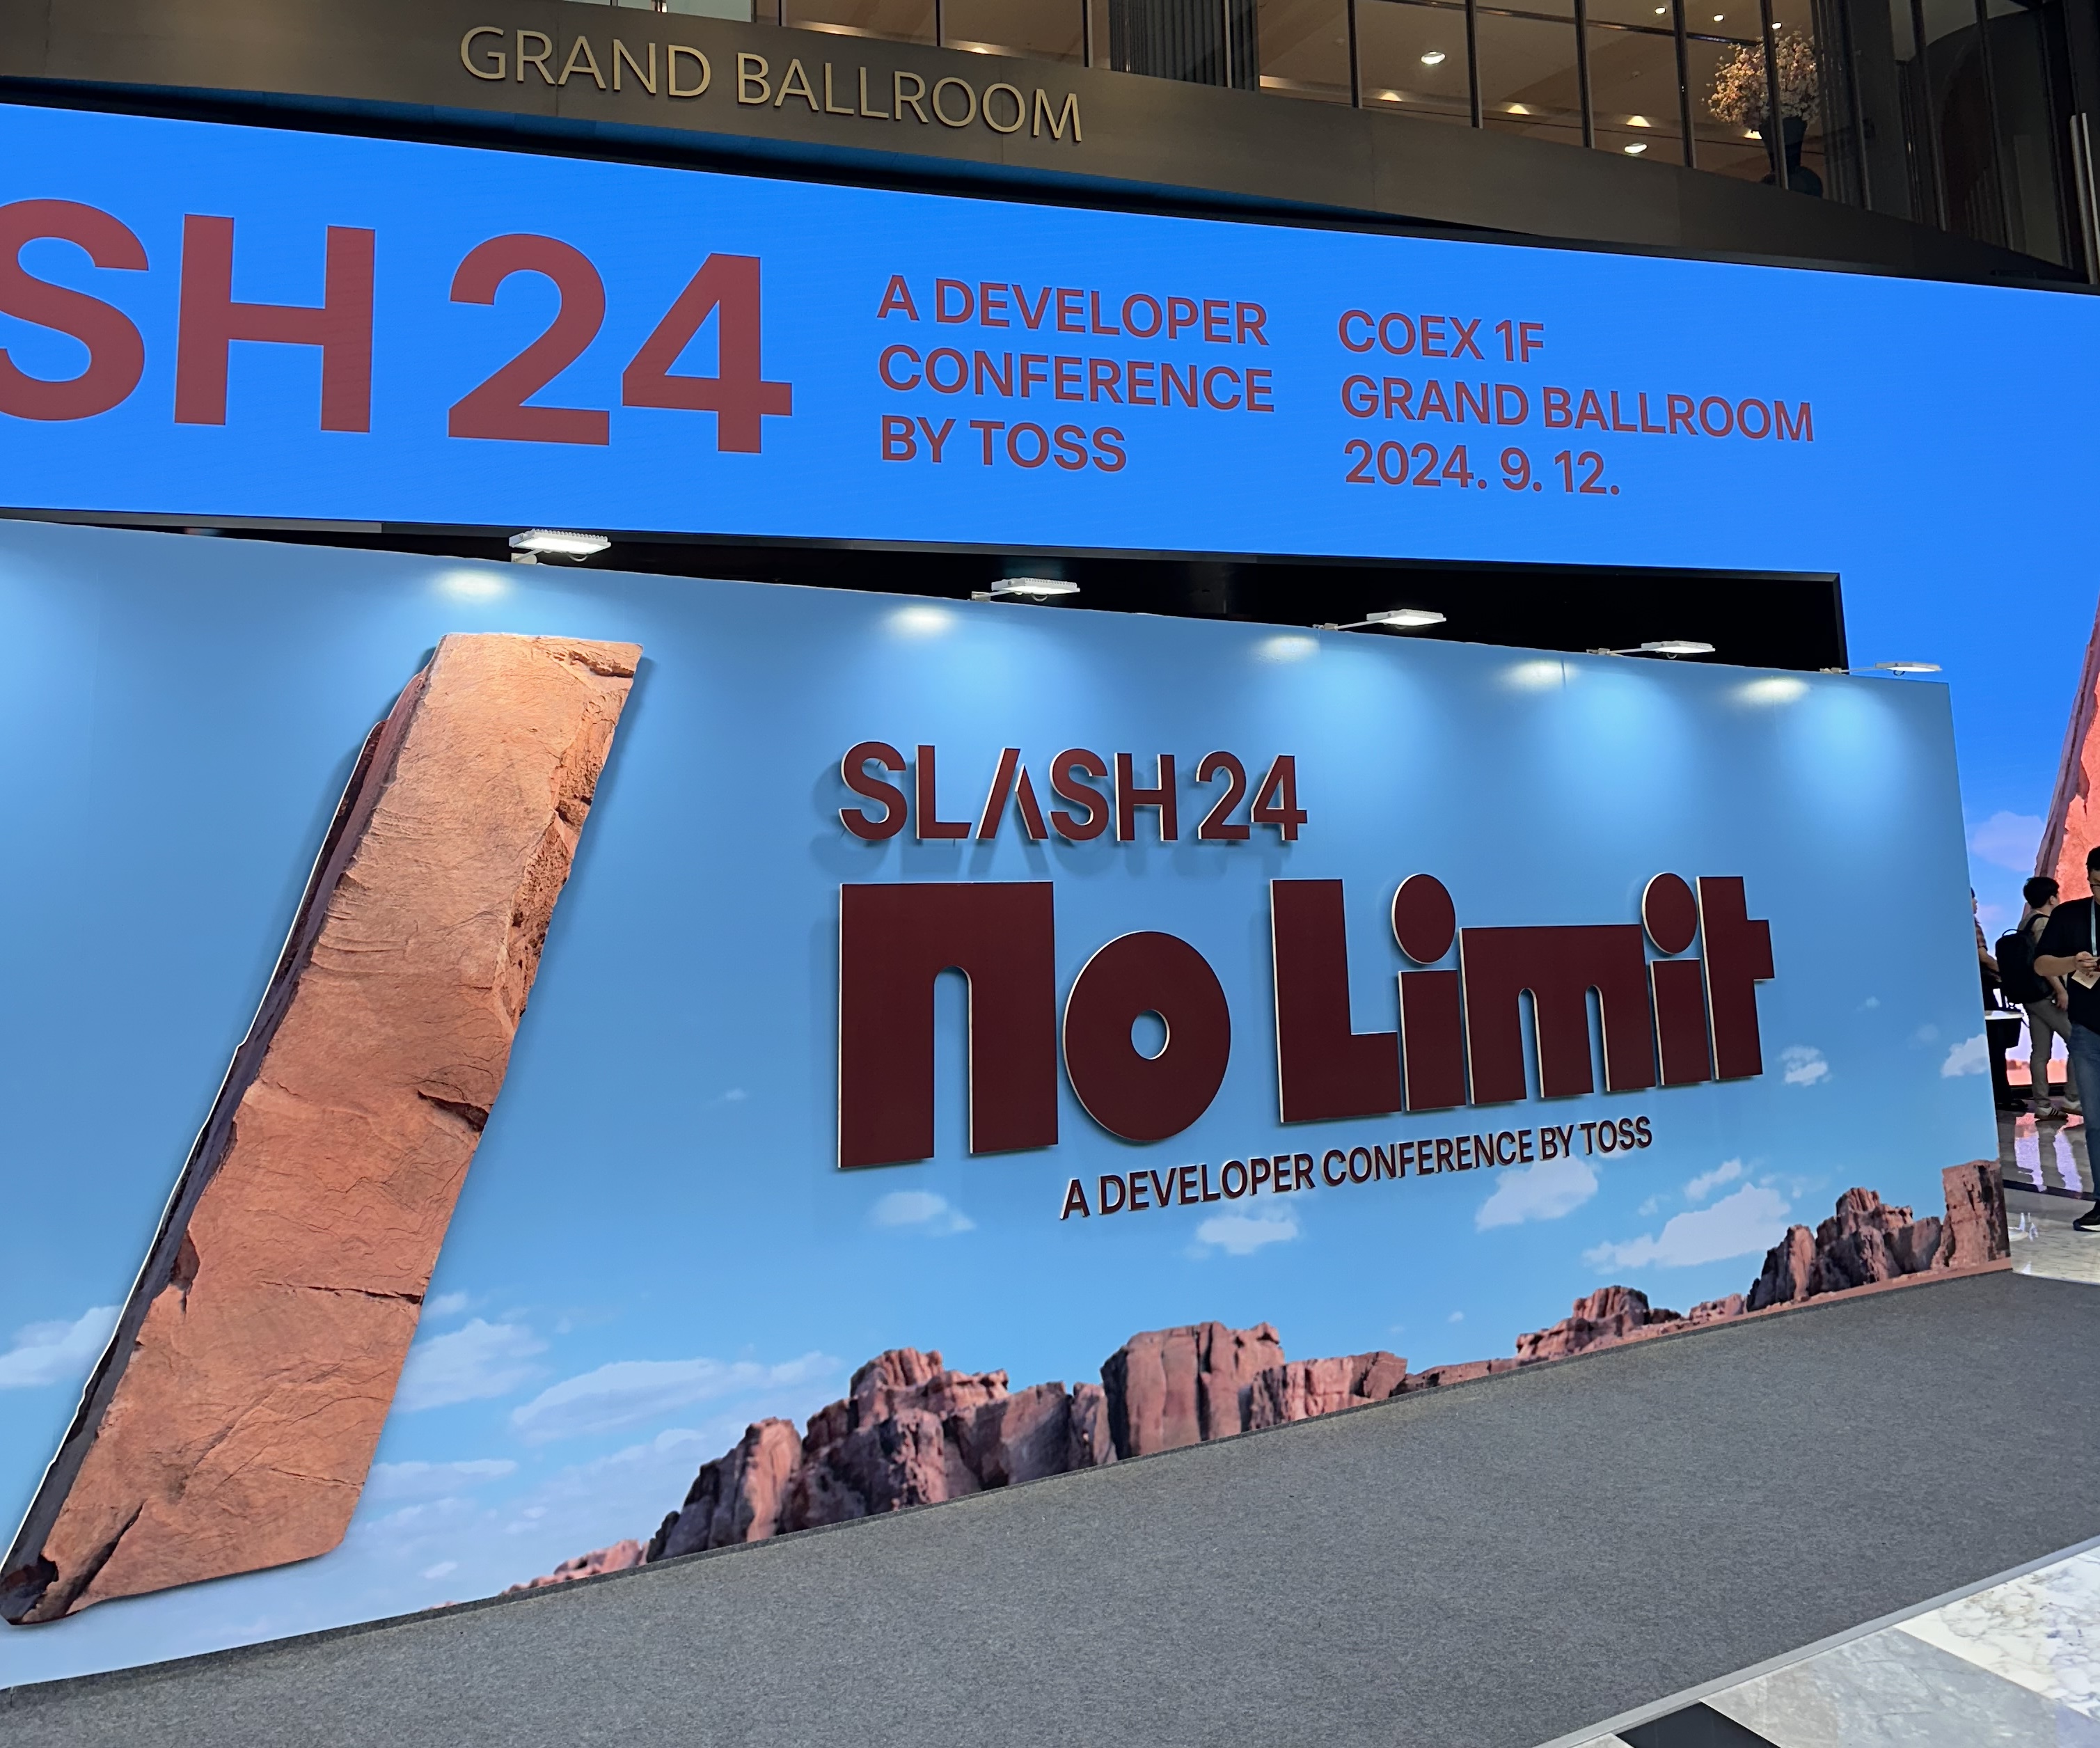 GRAND BALLROOM
SH 24
A DEVELOPER
CONFERENCE
BY TOSS
COEX 1F
GRAND BALLROOM
2024. 9. 12.
SLASH 24
no Limit
A DEVELOPER CONFERENCE BY TOSS